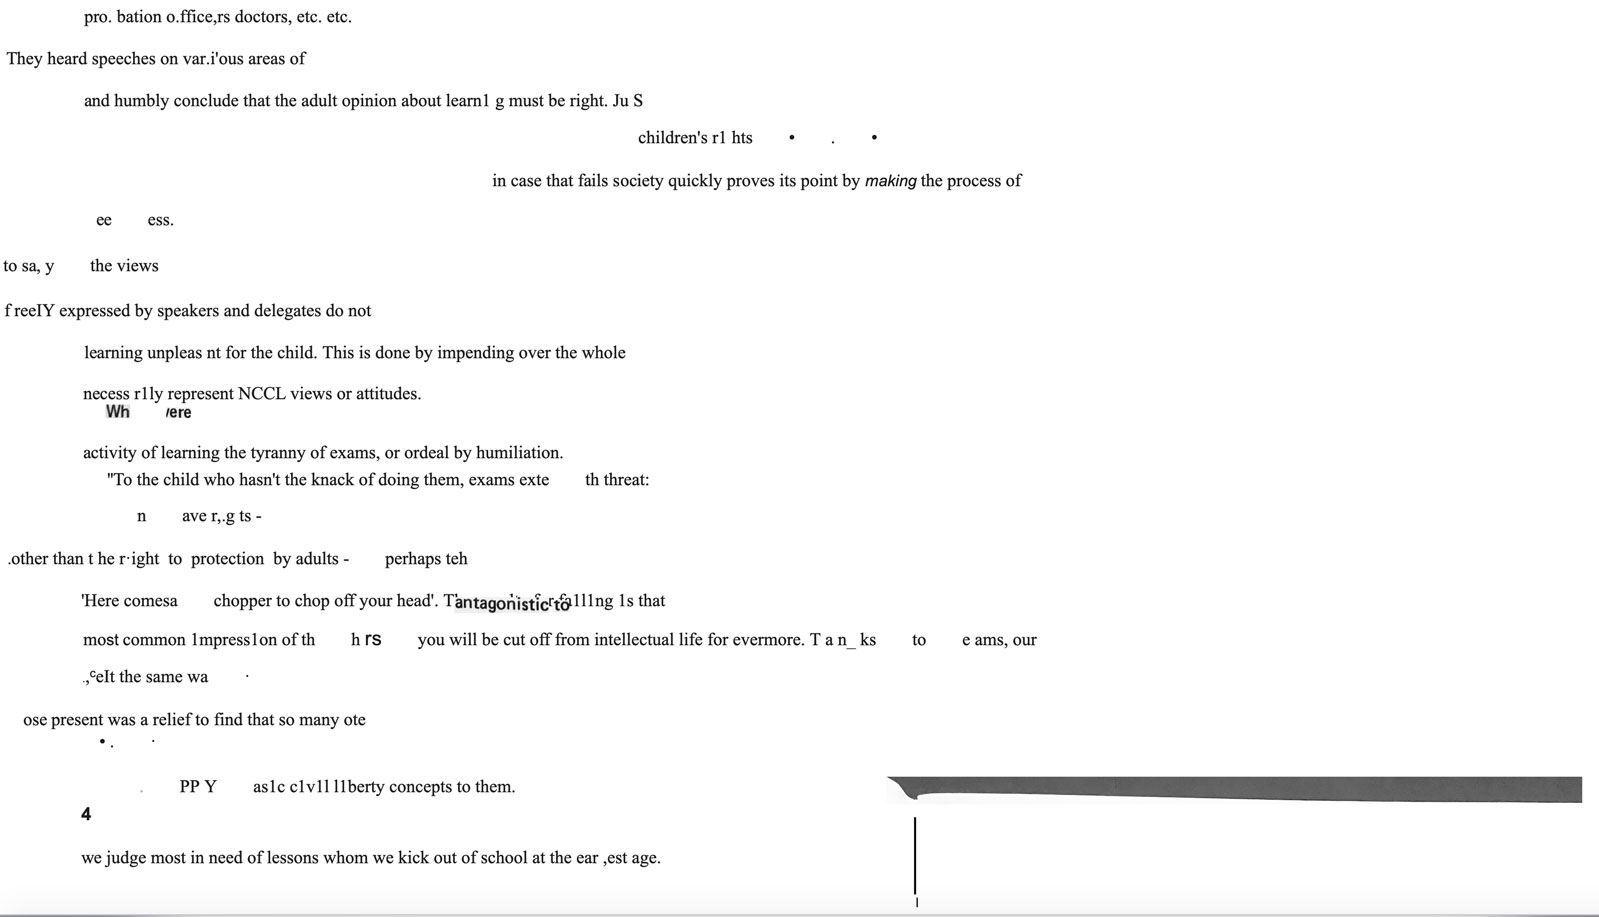 pro. bation o.ffice,rs doctors, etc. etc.
They heard speeches on var.i'ous areas of
and humbly conclude that the adult opinion about learn1 g must be right. Ju S
children's r1 hts • . •
in case that fails society quickly proves its point by making the process of
ee ess.
to sa, y the views
f reeIY expressed by speakers and delegates do not
learning unpleas nt for the child. This is done by impending over the whole
necess r1ly represent NCCL views or attitudes.
Wh ere
activity of learning the tyranny of exams, or ordeal by humiliation.
"To the child who hasn't the knack of doing them, exams exte th threat:
n ave r,.g ts -
.other than t he r·ight to protection by adults - perhaps teh
'Here comesa chopper to chop off your head'. T antagonistic to 1ll1ng 1s that
most common 1mpress1on of th h rs you will be cut off from intellectual life for evermore. T a n_ ks to e ams, our
.,ᶜeIt the same wa ·
ose present was a relief to find that so many ote
• . ·
. PP Y as1c c1v1l l1berty concepts to them.
4
we judge most in need of lessons whom we kick out of school at the ear ,est age.